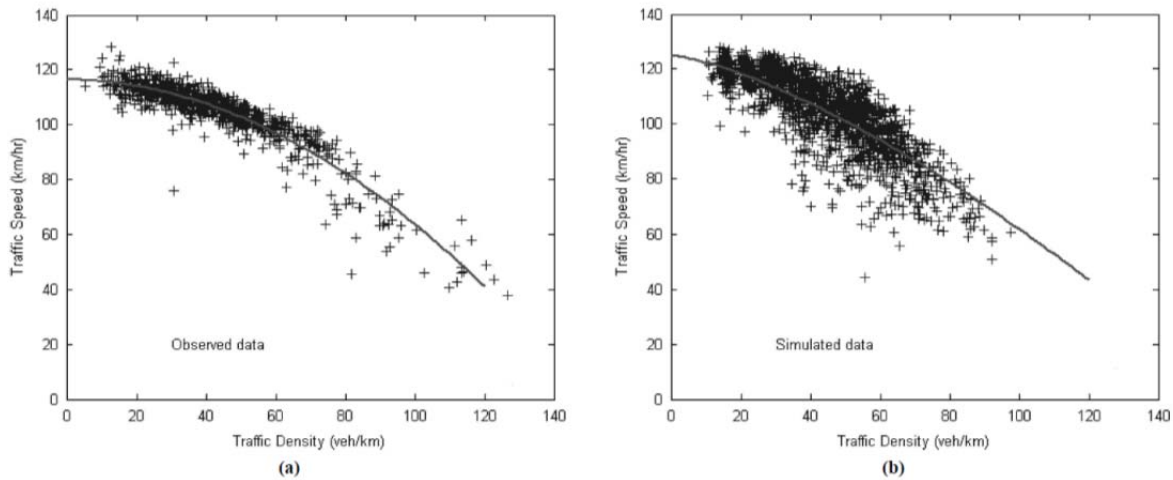 140
120
100
80
60
40
20
0
Traffic Speed (km/hr)
Observed data
0 20 40 60 80 100 120 140
Traffic Density (veh/km)
(a)
140
120
100
80
60
40
20
0
Traffic Speed (km/hr)
Simulated data
0 20 40 60 80 100 120 140
Traffic Density (veh/km)
(b)